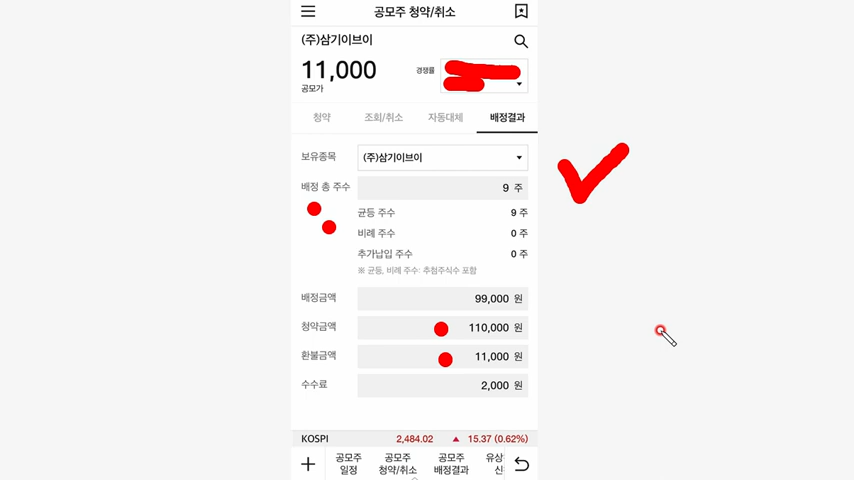 공모주 청약/취소
(주)삼기이브이
11,000
공모가
경쟁률
청약 조회/취소 자동대체 배정결과
보유종목 (주)삼기이브이
배정 총 주수 9 주
균등 주수 9 주
비례 주수 0 주
추가납입 주수 0 주
※ 균등, 비례 주수: 추첨주식수 포함
배정금액 99,000 원
청약금액 110,000 원
환불금액 11,000 원
수수료 2,000 원
KOSPI 2,484.02 ▲ 15.37 (0.62%)
공모주 일정
공모주 청약/취소
공모주 배정결과
유상
신